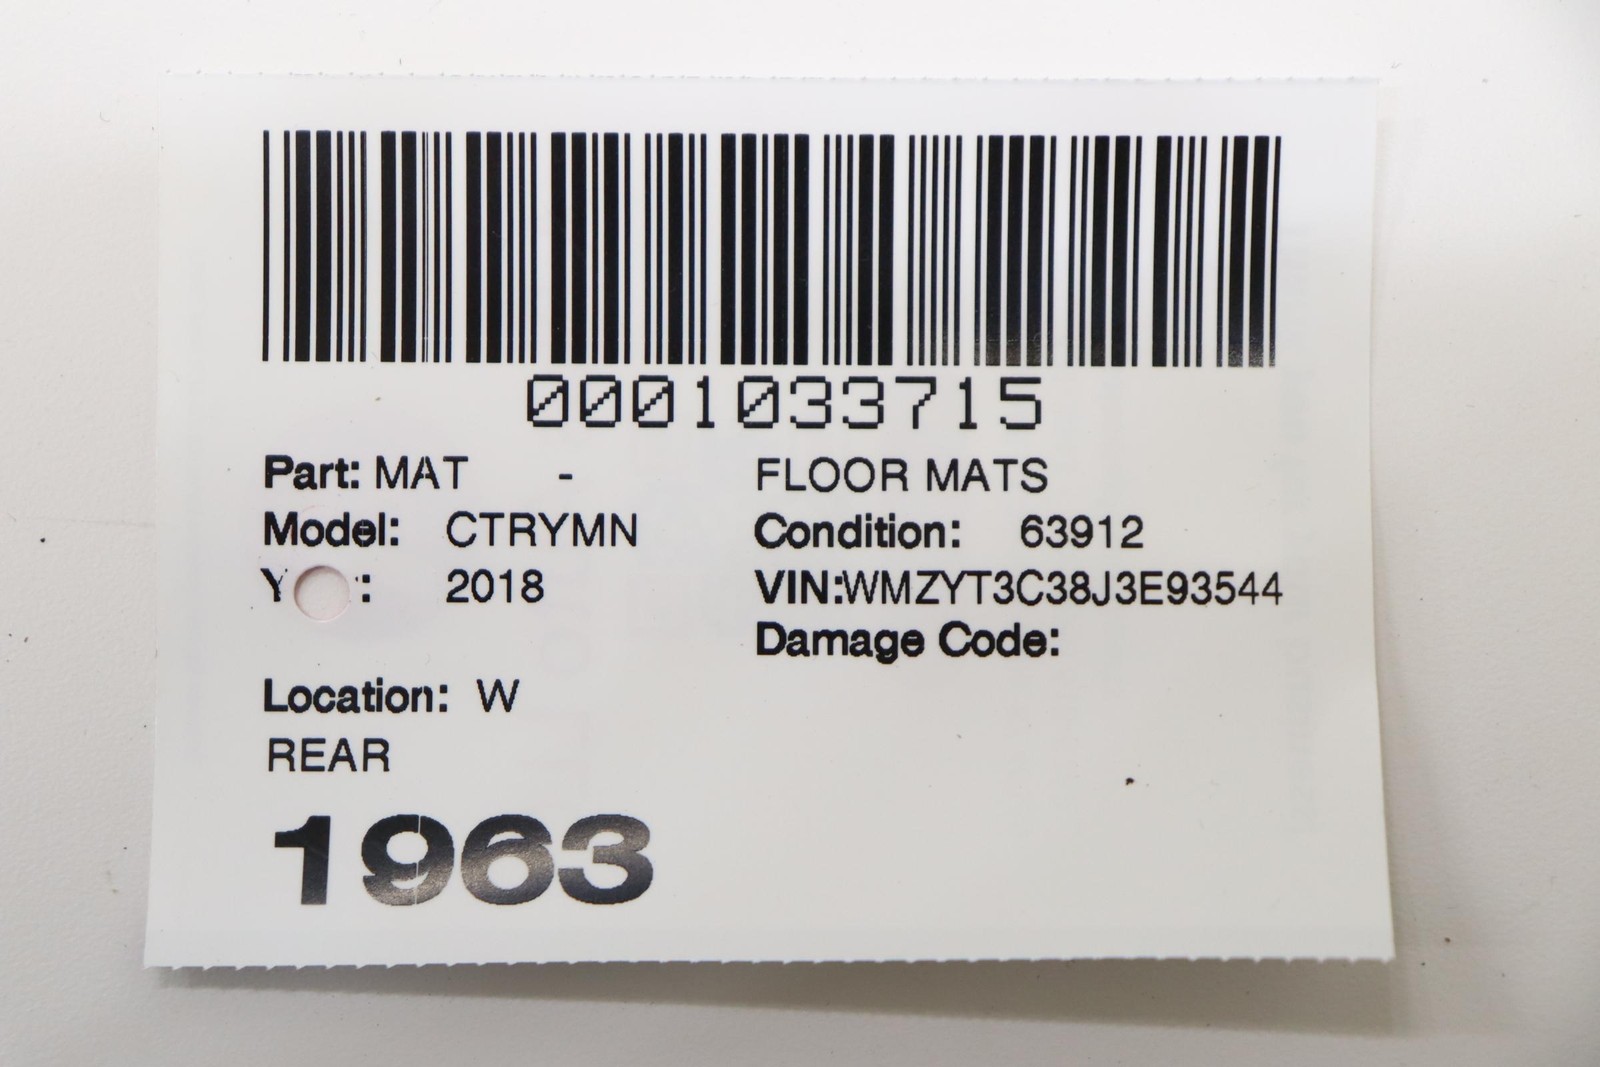 0001033715
Part: MAT - FLOOR MATS
Model: CTRYMN Condition: 63912
2018 VIN:WMZYT3C38J3E93544
Damage Code:
Location: W
REAR
1963